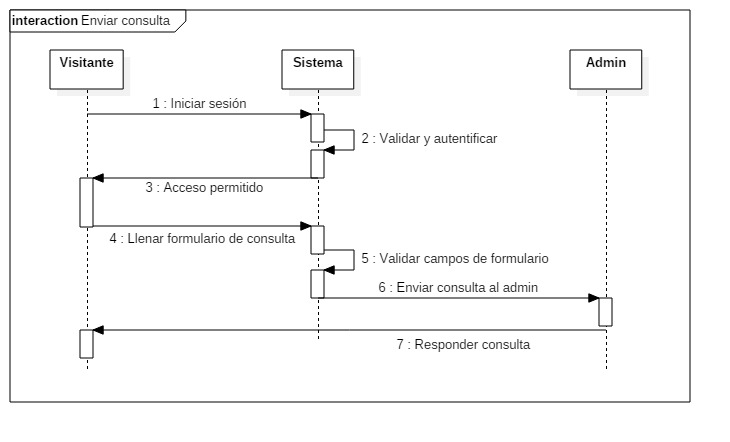 interaction Enviar consulta
Visitante
Sistema
Admin
1 : Iniciar sesión
2 : Validar y autentificar
3 : Acceso permitido
4 : Llenar formulario de consulta
5 : Validar campos de formulario
6 : Enviar consulta al admin
7 : Responder consulta